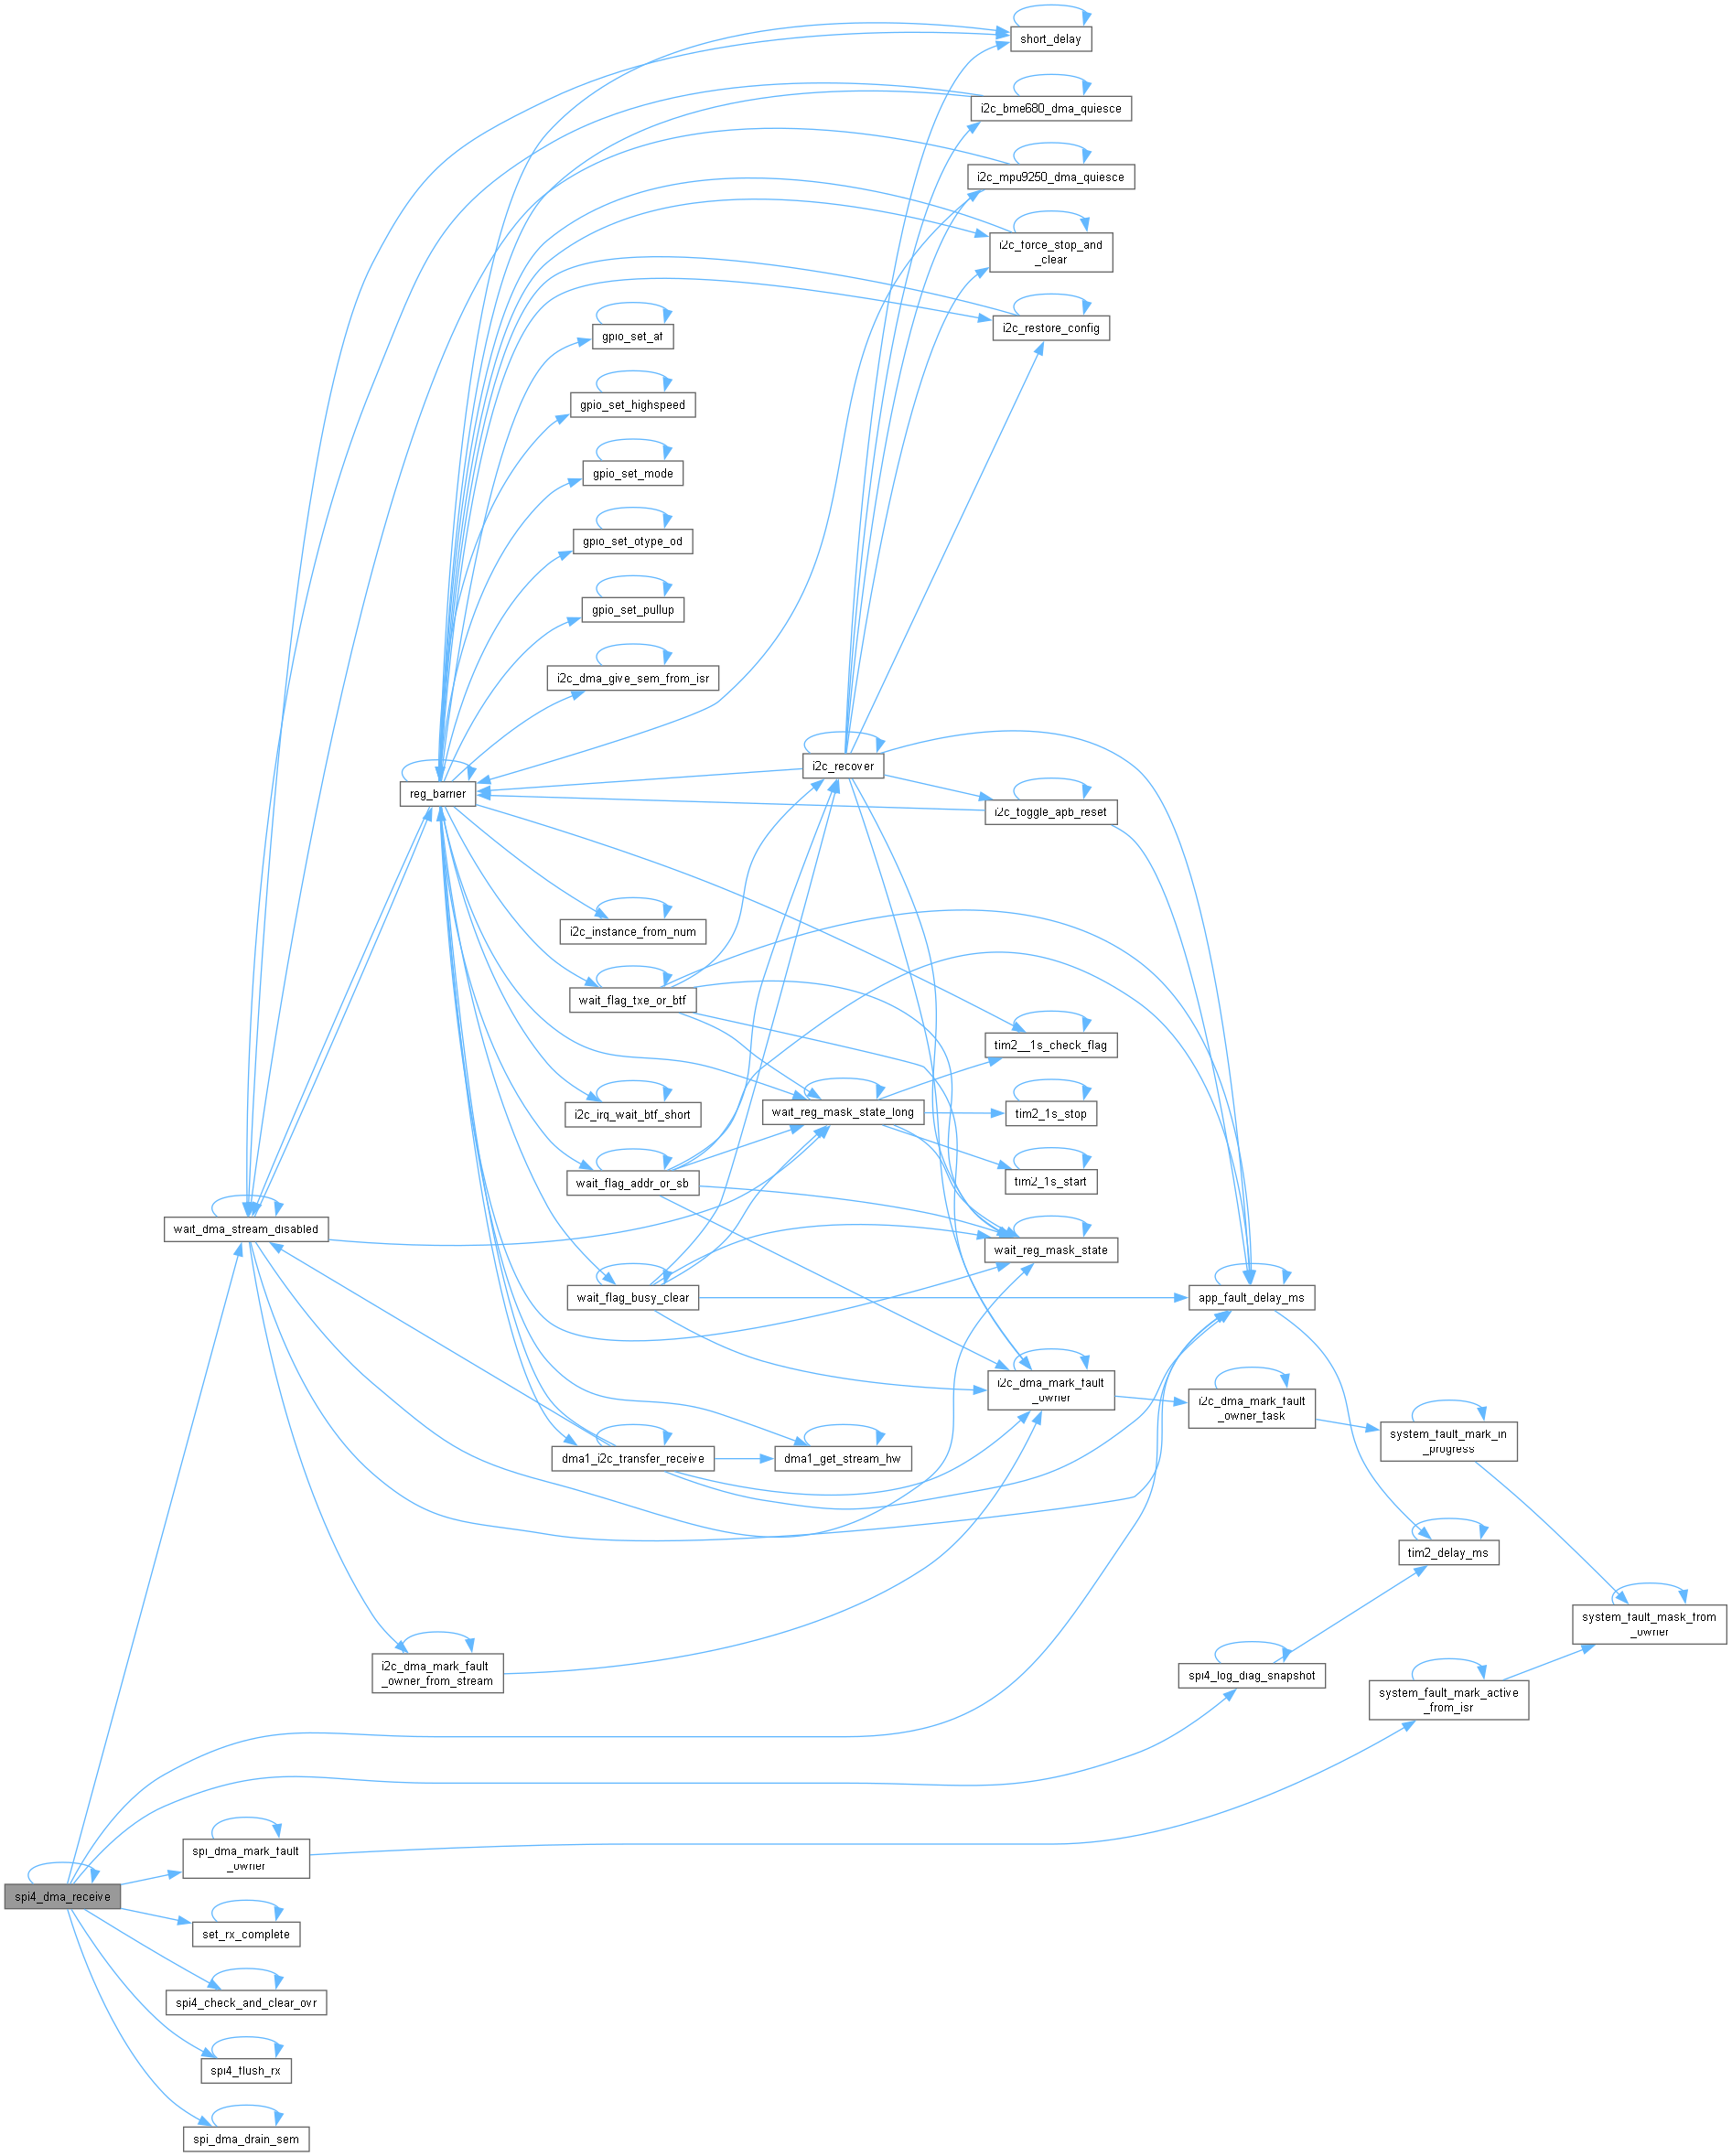 short_delay
i2c_bme680_dma_quiesce
i2c_mpu9250_dma_quiesce
i2c_force_stop_and
_clear
i2c_restore_config
gpio_set_af
gpio_set_highspeed
gpio_set_mode
gpio_set_otype_od
gpio_set_pullup
i2c_dma_give_sem_from_isr
i2c_recover
reg_barrier
i2c_toggle_apb_reset
i2c_instance_from_num
wait_flag_txe_or_btf
tim2__1s_check_flag
wait_reg_mask_state_long
i2c_irq_wait_btf_short
tim2_1s_stop
wait_flag_addr_or_sb
tim2_1s_start
wait_dma_stream_disabled
wait_reg_mask_state
wait_flag_busy_clear
app_fault_delay_ms
i2c_dma_mark_fault
_owner
i2c_dma_mark_fault
_owner_task
system_fault_mark_in
_progress
dma1_i2c_transfer_receive
dma1_get_stream_hw
tim2_delay_ms
system_fault_mask_from
_owner
i2c_dma_mark_fault
_owner_from_stream
spi4_log_diag_snapshot
system_fault_mark_active
_from_isr
spi_dma_mark_fault
_owner
spi4_dma_receive
set_rx_complete
spi4_check_and_clear_ovr
spi4_flush_rx
spi_dma_drain_sem